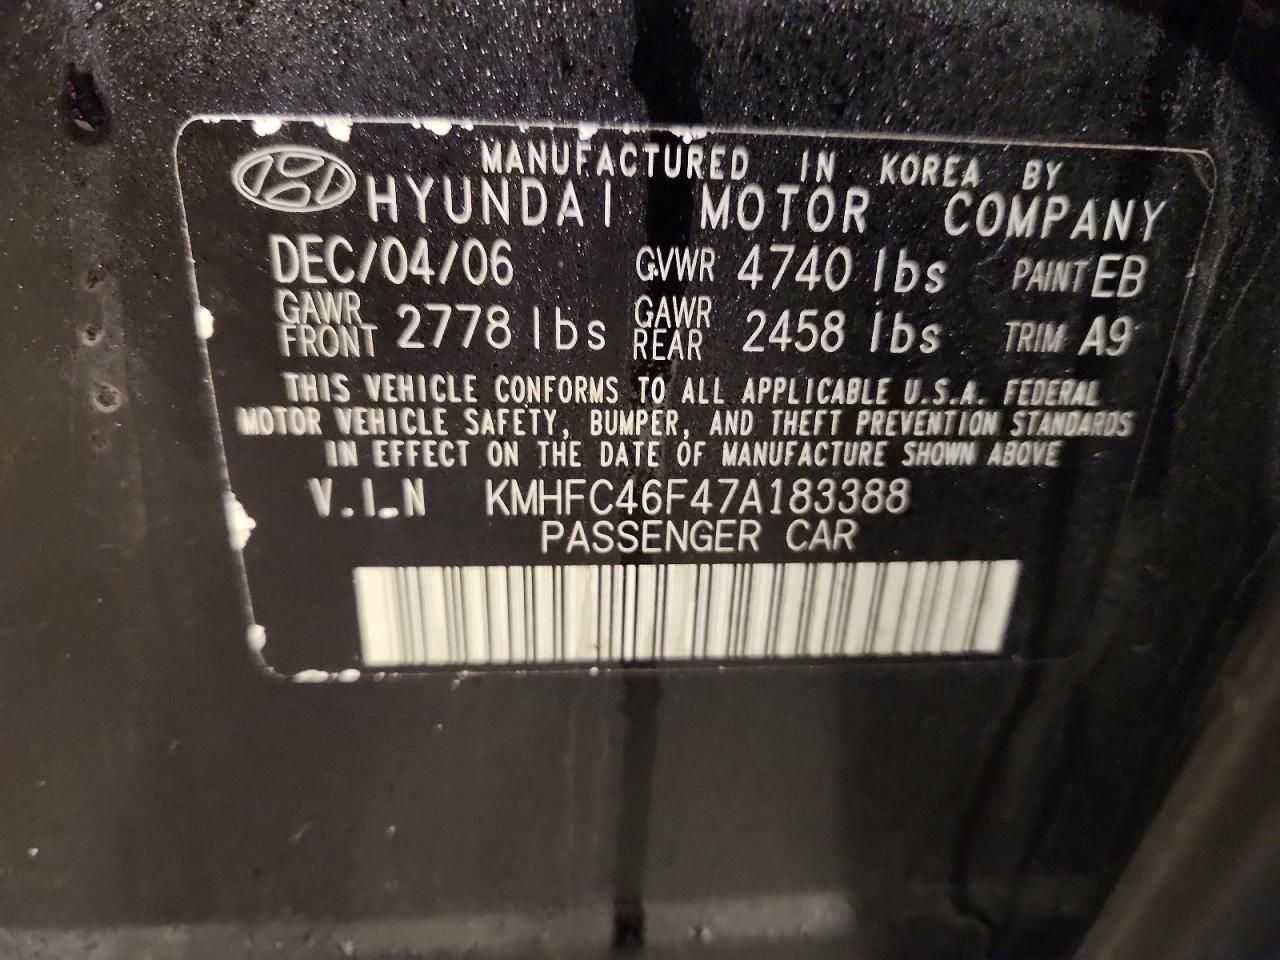 MANUFACTURED IN KOREA BY
HYUNDAI MOTOR COMPANY
DEC/04/06 GVWR 4740 lbs PAINT EB
GAWR FRONT 2778 lbs GAWR REAR 2458 lbs TRIM A9
THIS VEHICLE CONFORMS TO ALL APPLICABLE U.S.A. FEDERAL
MOTOR VEHICLE SAFETY, BUMPER, AND THEFT PREVENTION STANDARDS
IN EFFECT ON THE DATE OF MANUFACTURE SHOWN ABOVE
V.I.N KMHFC46F47A183388
PASSENGER CAR